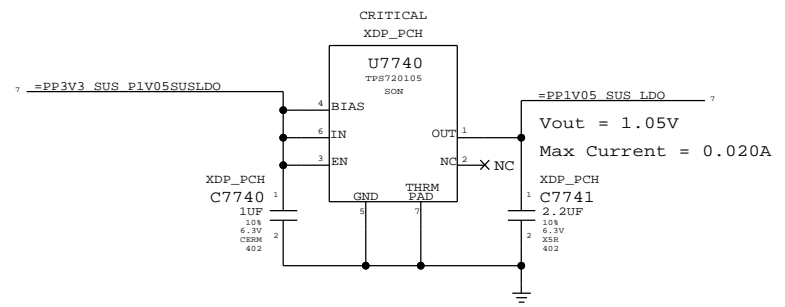 CRITICAL
XDP_PCH
U7740
TPS720105
SON
7 =PP3V3_SUS_P1V05SUSLDO
=PP1V05_SUS_LDO 7
4 BIAS
6 IN
3 EN
OUT 1
NC 2 NC
Vout = 1.05V
Max Current = 0.020A
GND
THRM
PAD
5
7
XDP_PCH
C7740 1
1UF
10%
6.3V
CERM
402
2
XDP_PCH
1 C7741
2.2UF
10%
6.3V
X5R
402
2